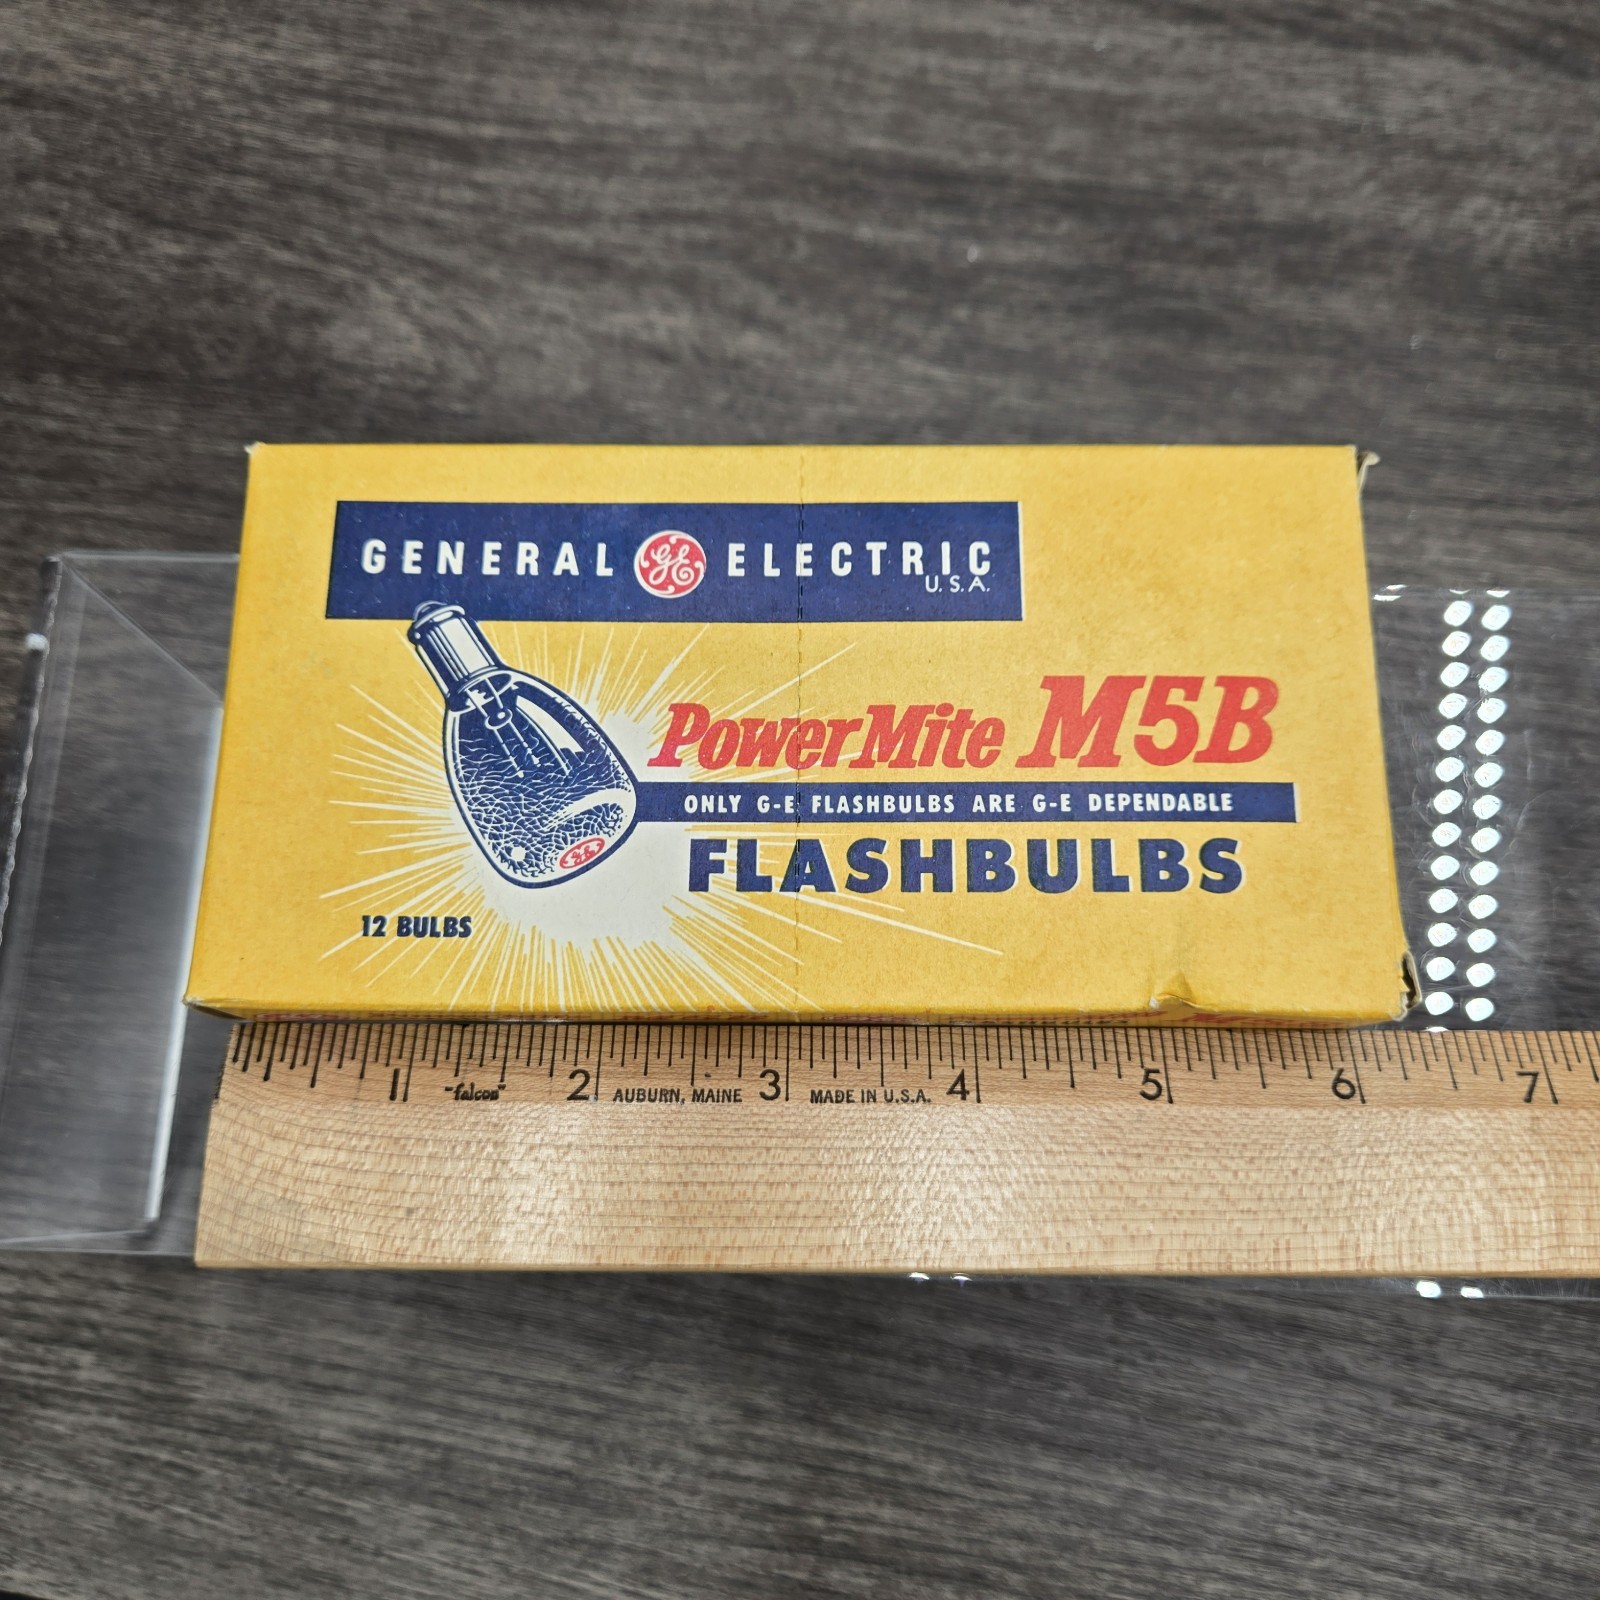 GENERAL GE ELECTRIC
U.S.A.
PowerMite M5B
ONLY G-E FLASHBULBS ARE G-E DEPENDABLE
FLASHBULBS
GE
12 BULBS
1 2 3 4 5 6 7
"falcon" AUBURN, MAINE MADE IN U.S.A.